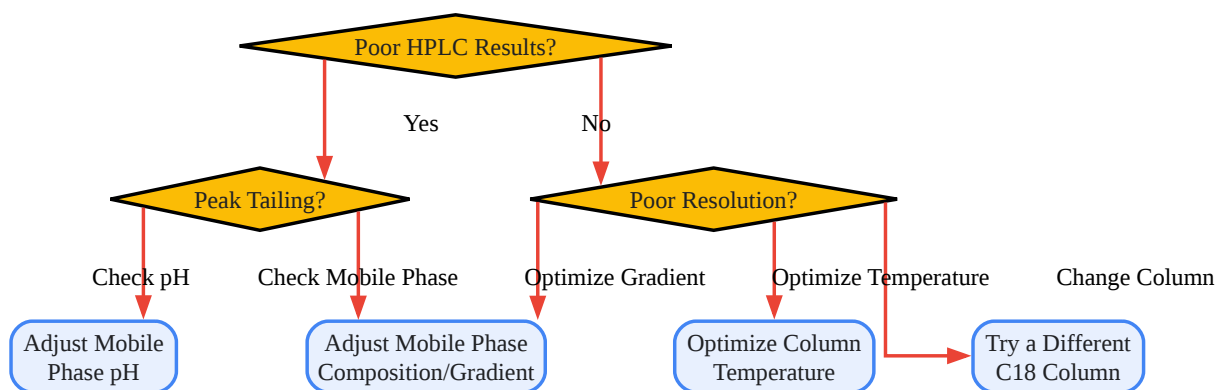 Poor HPLC Results?
Yes
No
Peak Tailing?
Poor Resolution?
Check pH
Check Mobile Phase
Optimize Gradient
Optimize Temperature
Change Column
Adjust Mobile
Phase pH
Adjust Mobile Phase
Composition/Gradient
Optimize Column
Temperature
Try a Different
C18 Column